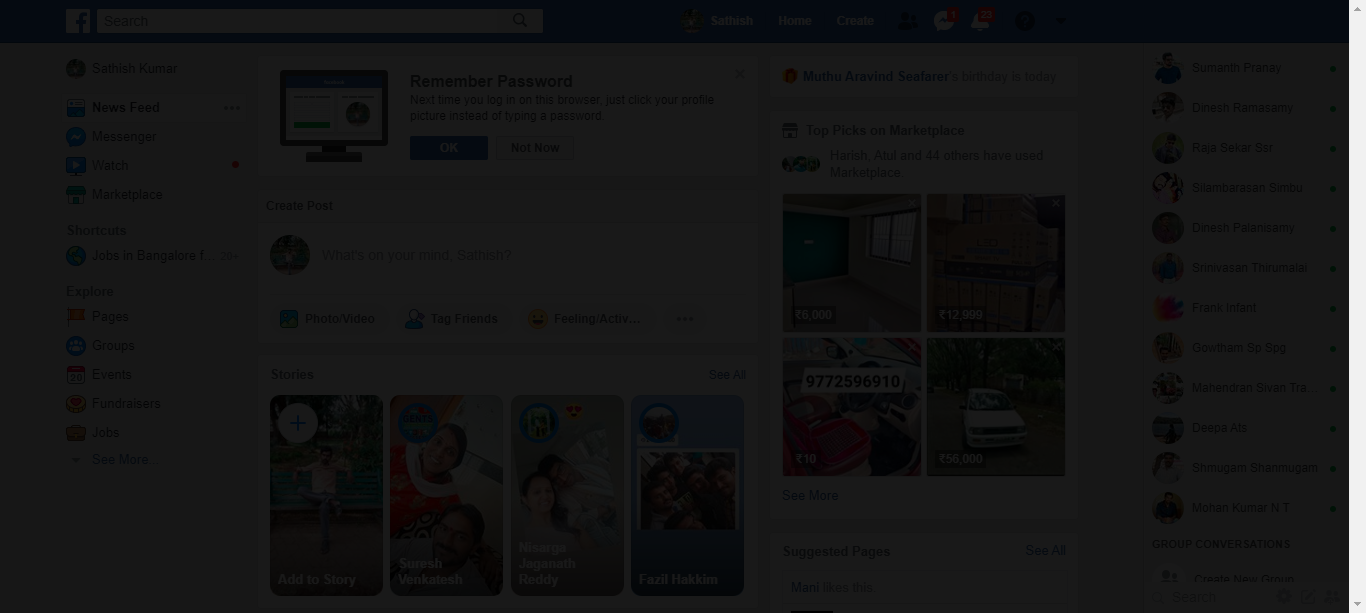 Search
Sathish
Home
Create
1
23
Sathish Kumar
News Feed
Messenger
Watch
Marketplace
Shortcuts
Jobs in Bangalore f... 20+
Explore
Pages
Groups
Events
Fundraisers
Jobs
See More...
Remember Password
Next time you log in on this browser, just click your profile
picture instead of typing a password.
OK
Not Now
Create Post
What's on your mind, Sathish?
Photo/Video
Tag Friends
Feeling/Activ...
Stories
See All
Add to Story
Suresh
Venkatesh
Nisarga
Jaganath
Reddy
Fazil Hakkim
Muthu Aravind Seafarer's birthday is today
Top Picks on Marketplace
Harish, Atul and 44 others have used
Marketplace.
₹6,000
₹12,999
9772596910
₹10
₹56,000
See More
Suggested Pages
See All
Mani likes this.
Sumanth Pranay
Dinesh Ramasamy
Raja Sekar Ssr
Silambarasan Simbu
Dinesh Palanisamy
Srinivasan Thirumalai
Frank Infant
Gowtham Sp Spg
Mahendran Sivan Tra...
Deepa Ats
Shmugam Shanmugam
Mohan Kumar N T
GROUP CONVERSATIONS
Create New Group
Search